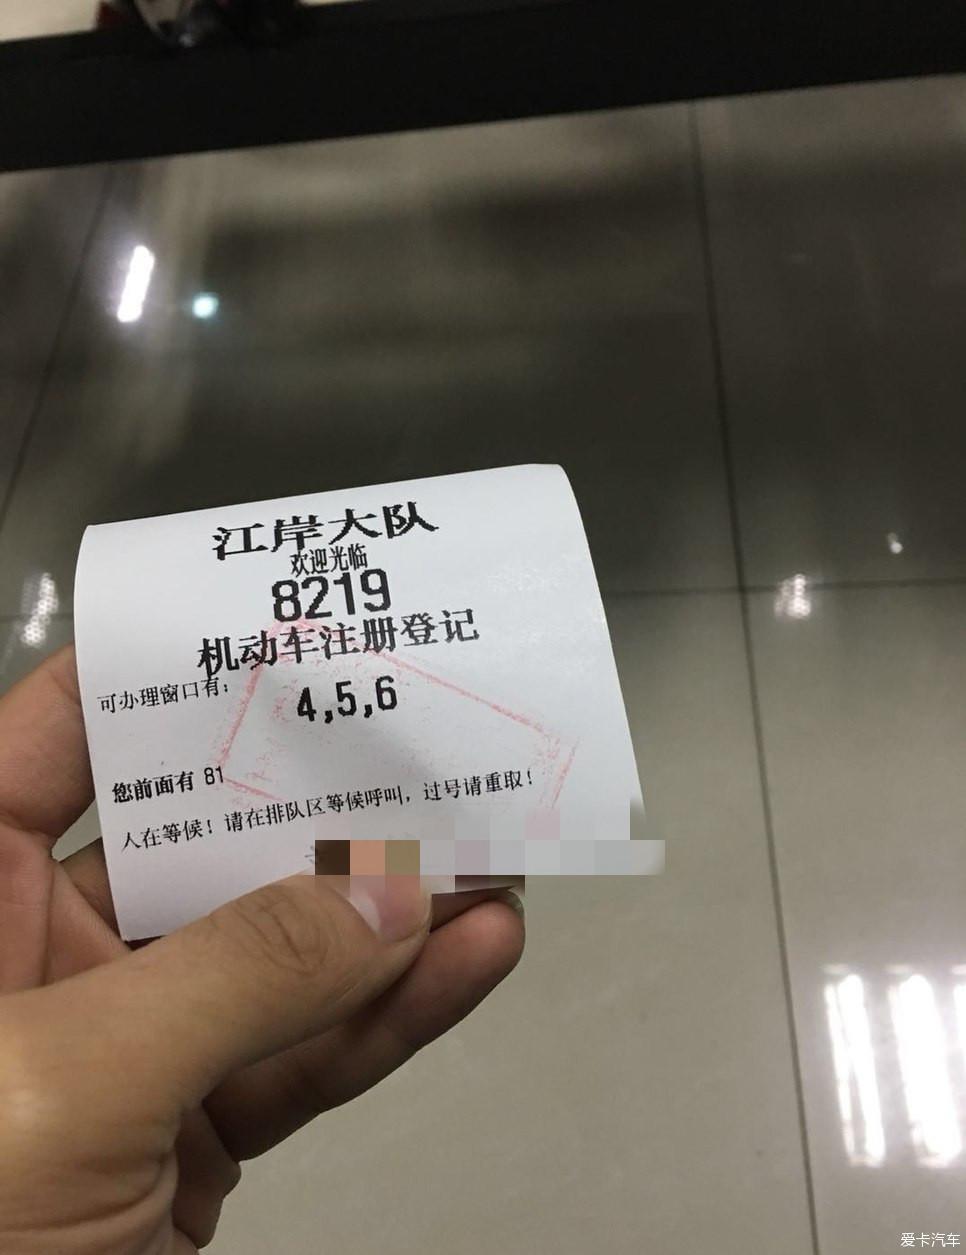 江岸大队
欢迎光临
8219
机动车注册登记
可办理窗口有:
4,5,6
您前面有 81
人在等候！请在排队区等候呼叫，过号请重取！
爱卡汽车